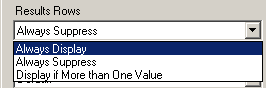 Results Rows
Always Suppress
Always Display
Always Suppress
Display if More than One Value